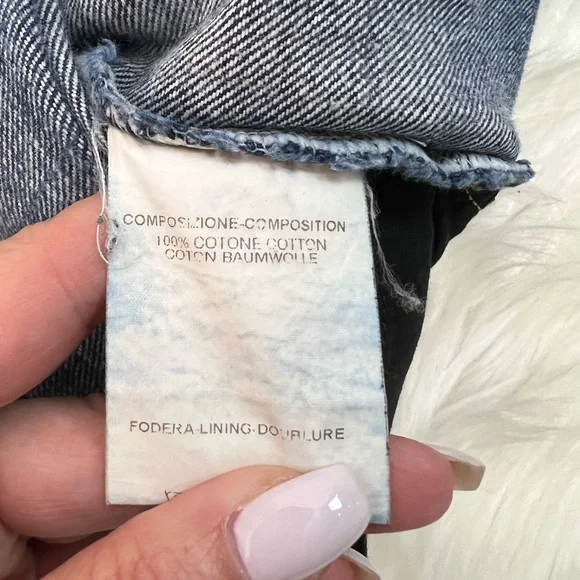 COMPOSIZIONE-COMPOSITION
100% COTONE COTTON
COTON BAUMWOLLE
FODERA-LINING-DOUBLURE